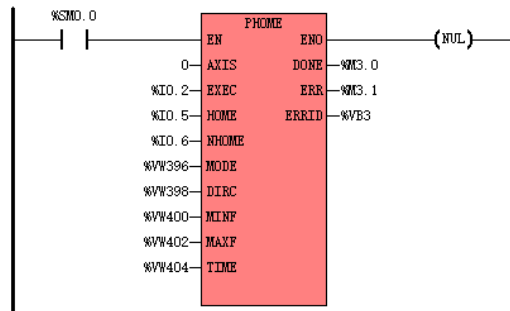 %SM0.0
PHOME
EN ENO (NUL)
0 AXIS DONE %M3.0
%I0.2 EXEC ERR %M3.1
%I0.5 HOME ERRID %VB3
%I0.6 NHOME
%VW396 MODE
%VW398 DIRC
%VW400 MINF
%VW402 MAXF
%VW404 TIME